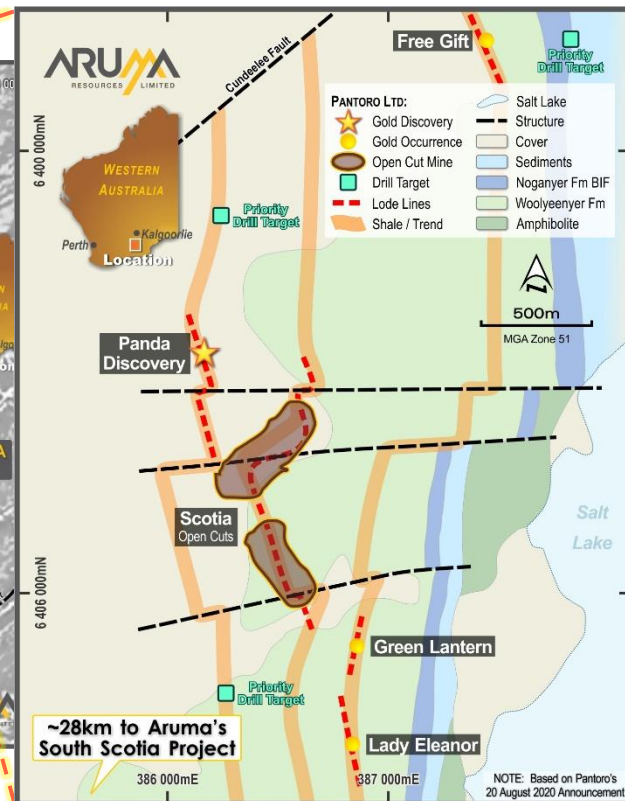 ARUMA
RESOURCES LIMITED
WESTERN
AUSTRALIA
Perth
Kalgoorlie
Location
Cundeelee Fault
Free Gift
Priority
Drill Target
PANTORO LTD:
Gold Discovery
Gold Occurrence
Open Cut Mine
Drill Target
Lode Lines
Shale / Trend
Salt Lake
Structure
Cover
Sediments
Noganyer Fm BIF
Woolyeenyer Fm
Amphibolite
N
500m
MGA Zone 51
6 400 000mN
Priority
Drill Target
Panda
Discovery
Scotia
Open Cuts
Salt
Lake
6 406 000mN
Green Lantern
Priority
Drill Target
Lady Eleanor
~28km to Aruma's
South Scotia Project
386 000mE
387 000mE
NOTE: Based on Pantoro's
20 August 2020 Announcement